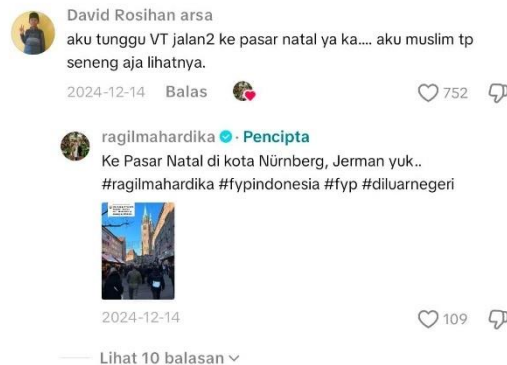 David Rosihan arsa
aku tunggu VT jalan2 ke pasar natal ya ka.... aku muslim tp
seneng aja lihatnya.
2024-12-14 Balas
752
ragilmahardika · Pencipta
Ke Pasar Natal di kota Nürnberg, Jerman yuk..
#ragilmahardika #fypindonesia #fyp #diluarnegeri
2024-12-14
109
Lihat 10 balasan